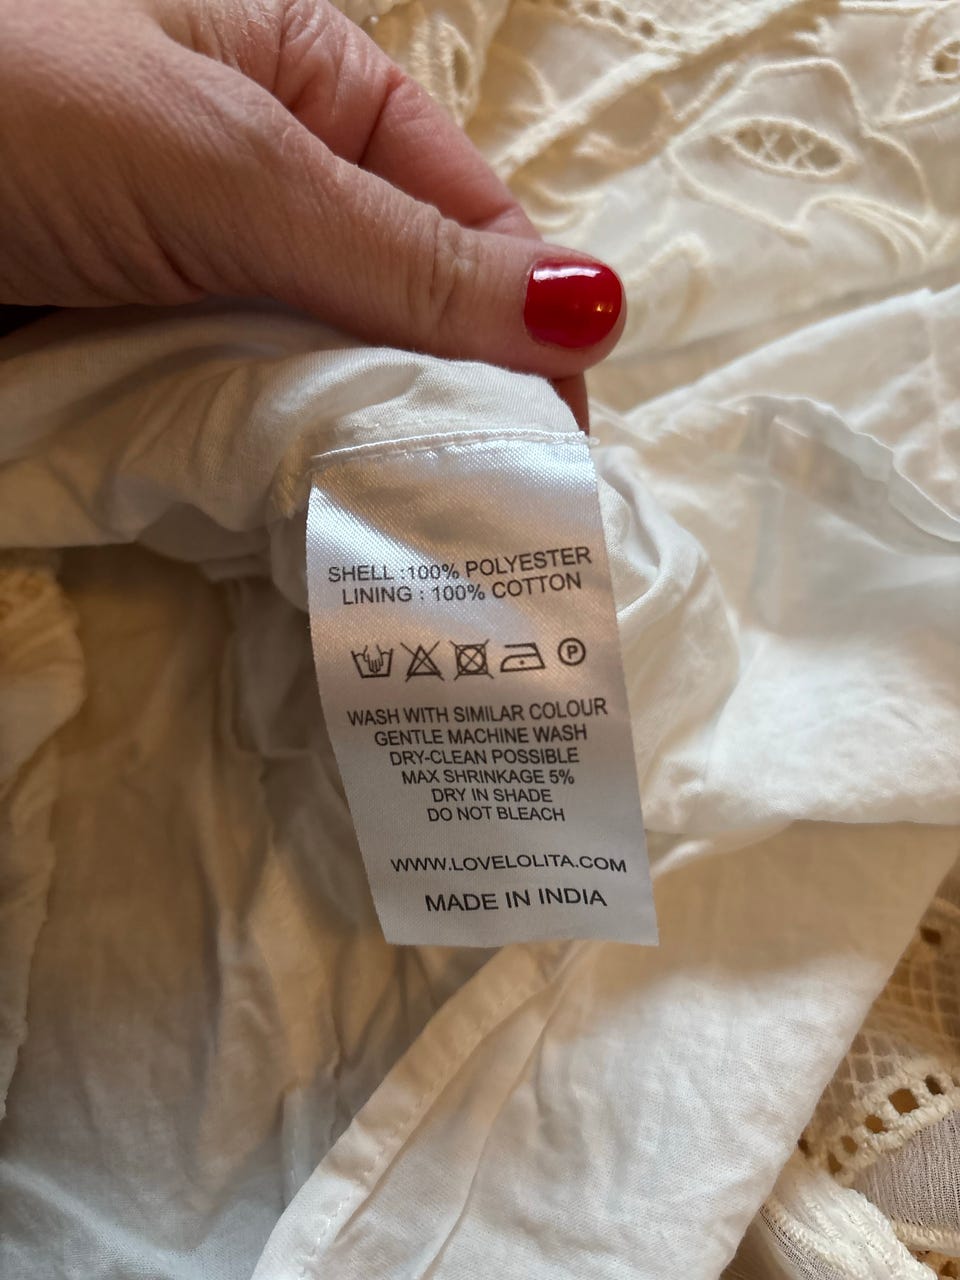 SHELL :100% POLYESTER
LINING : 100% COTTON
P
WASH WITH SIMILAR COLOUR
GENTLE MACHINE WASH
DRY-CLEAN POSSIBLE
MAX SHRINKAGE 5%
DRY IN SHADE
DO NOT BLEACH
WWW.LOVELOLITA.COM
MADE IN INDIA